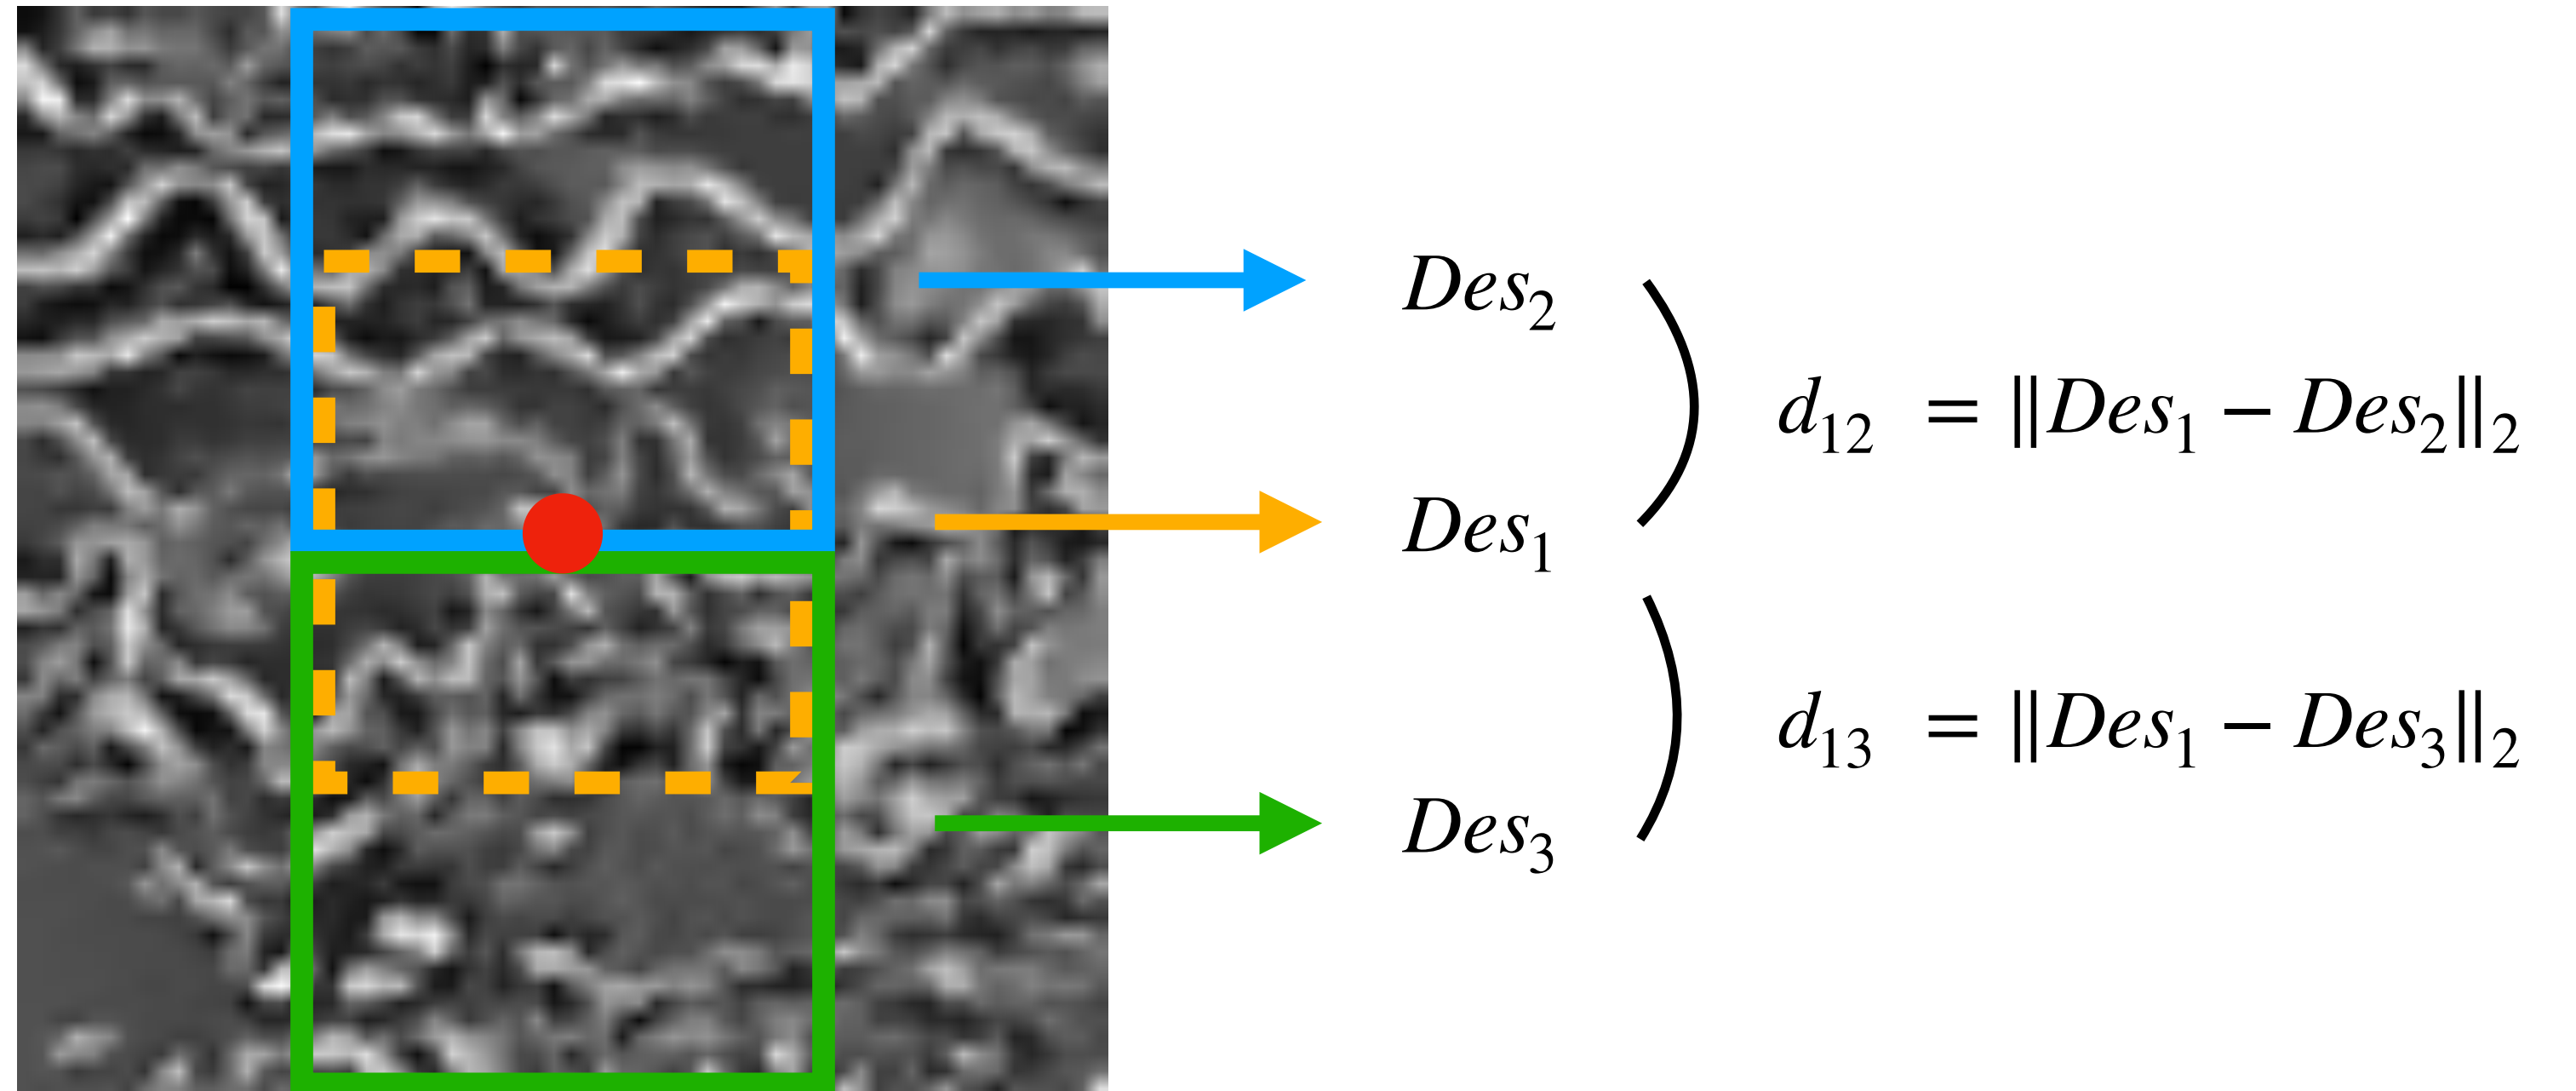 Des₂
d₁₂ = ‖Des₁ − Des₂‖₂
Des₁
d₁₃ = ‖Des₁ − Des₃‖₂
Des₃